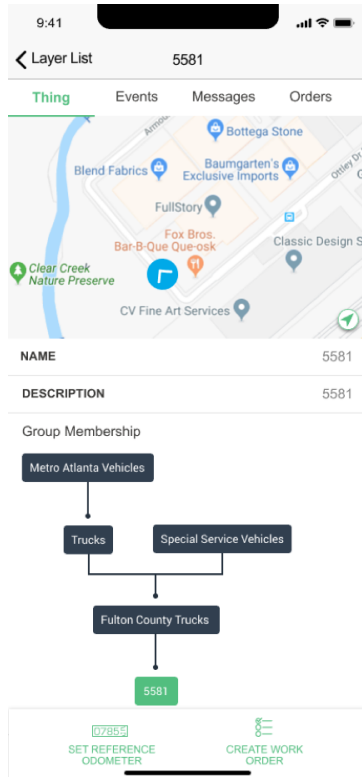 9:41
Layer List
5581
Thing
Events
Messages
Orders
Bottega Stone
Blend Fabrics
Baumgarten's
Exclusive Imports
Ottley Dr
FullStory
Fox Bros.
Bar-B-Que Que-osk
Classic Design S
Clear Creek
Nature Preserve
CV Fine Art Services
NAME
5581
DESCRIPTION
5581
Group Membership
Metro Atlanta Vehicles
Trucks
Special Service Vehicles
Fulton County Trucks
5581
07855
SET REFERENCE
ODOMETER
CREATE WORK
ORDER